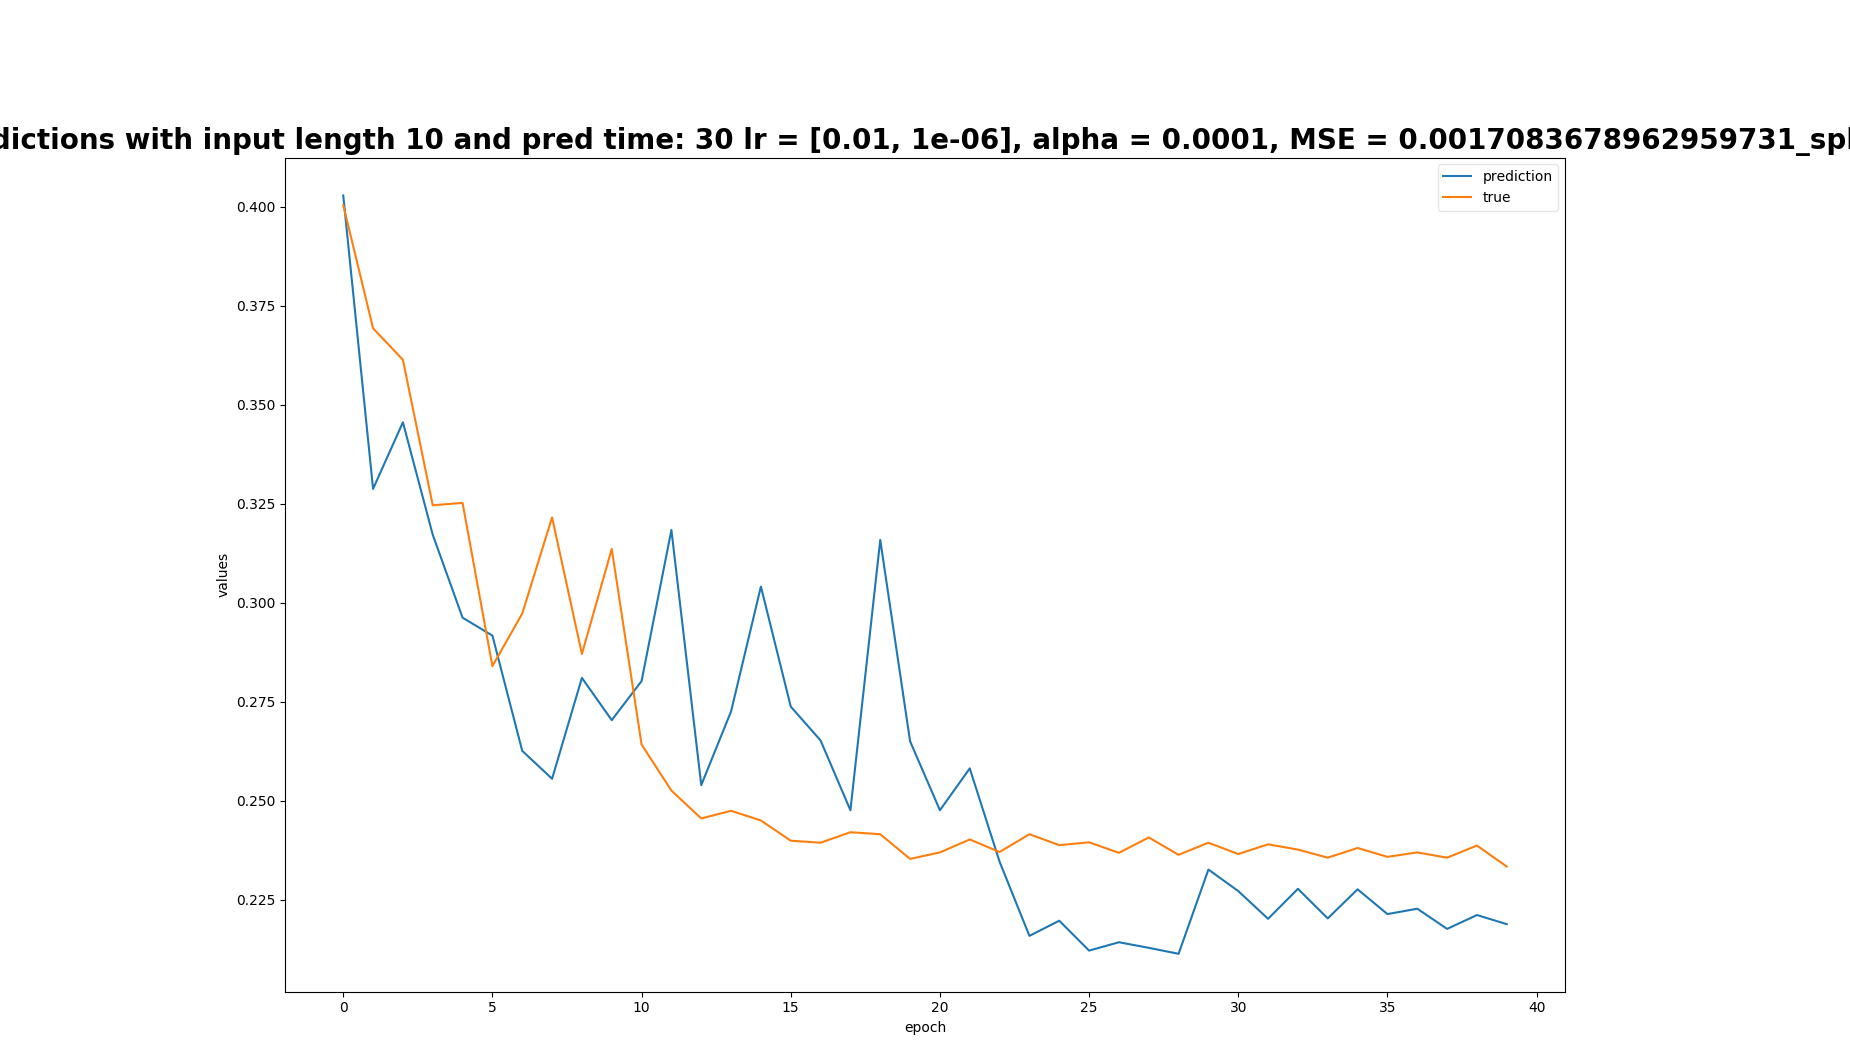 dictions with input length 10 and pred time: 30 lr = [0.01, 1e-06], alpha = 0.0001, MSE = 0.0017083678962959731_spl
prediction
true
0.400
0.375
0.350
0.325
0.300
0.275
0.250
0.225
values
0 5 10 15 20 25 30 35 40
epoch